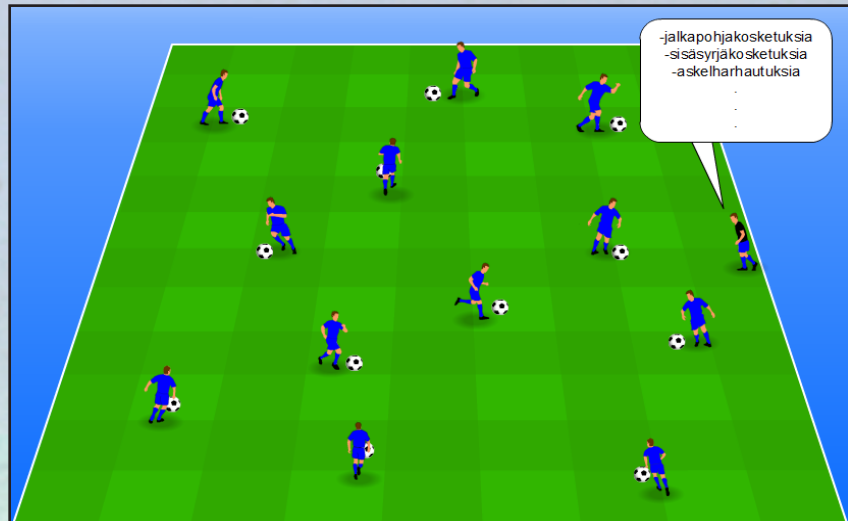 -jalkapohjakosketuksia
-sisäsyrjäkosketuksia
-askelharhautuksia
.
.
.